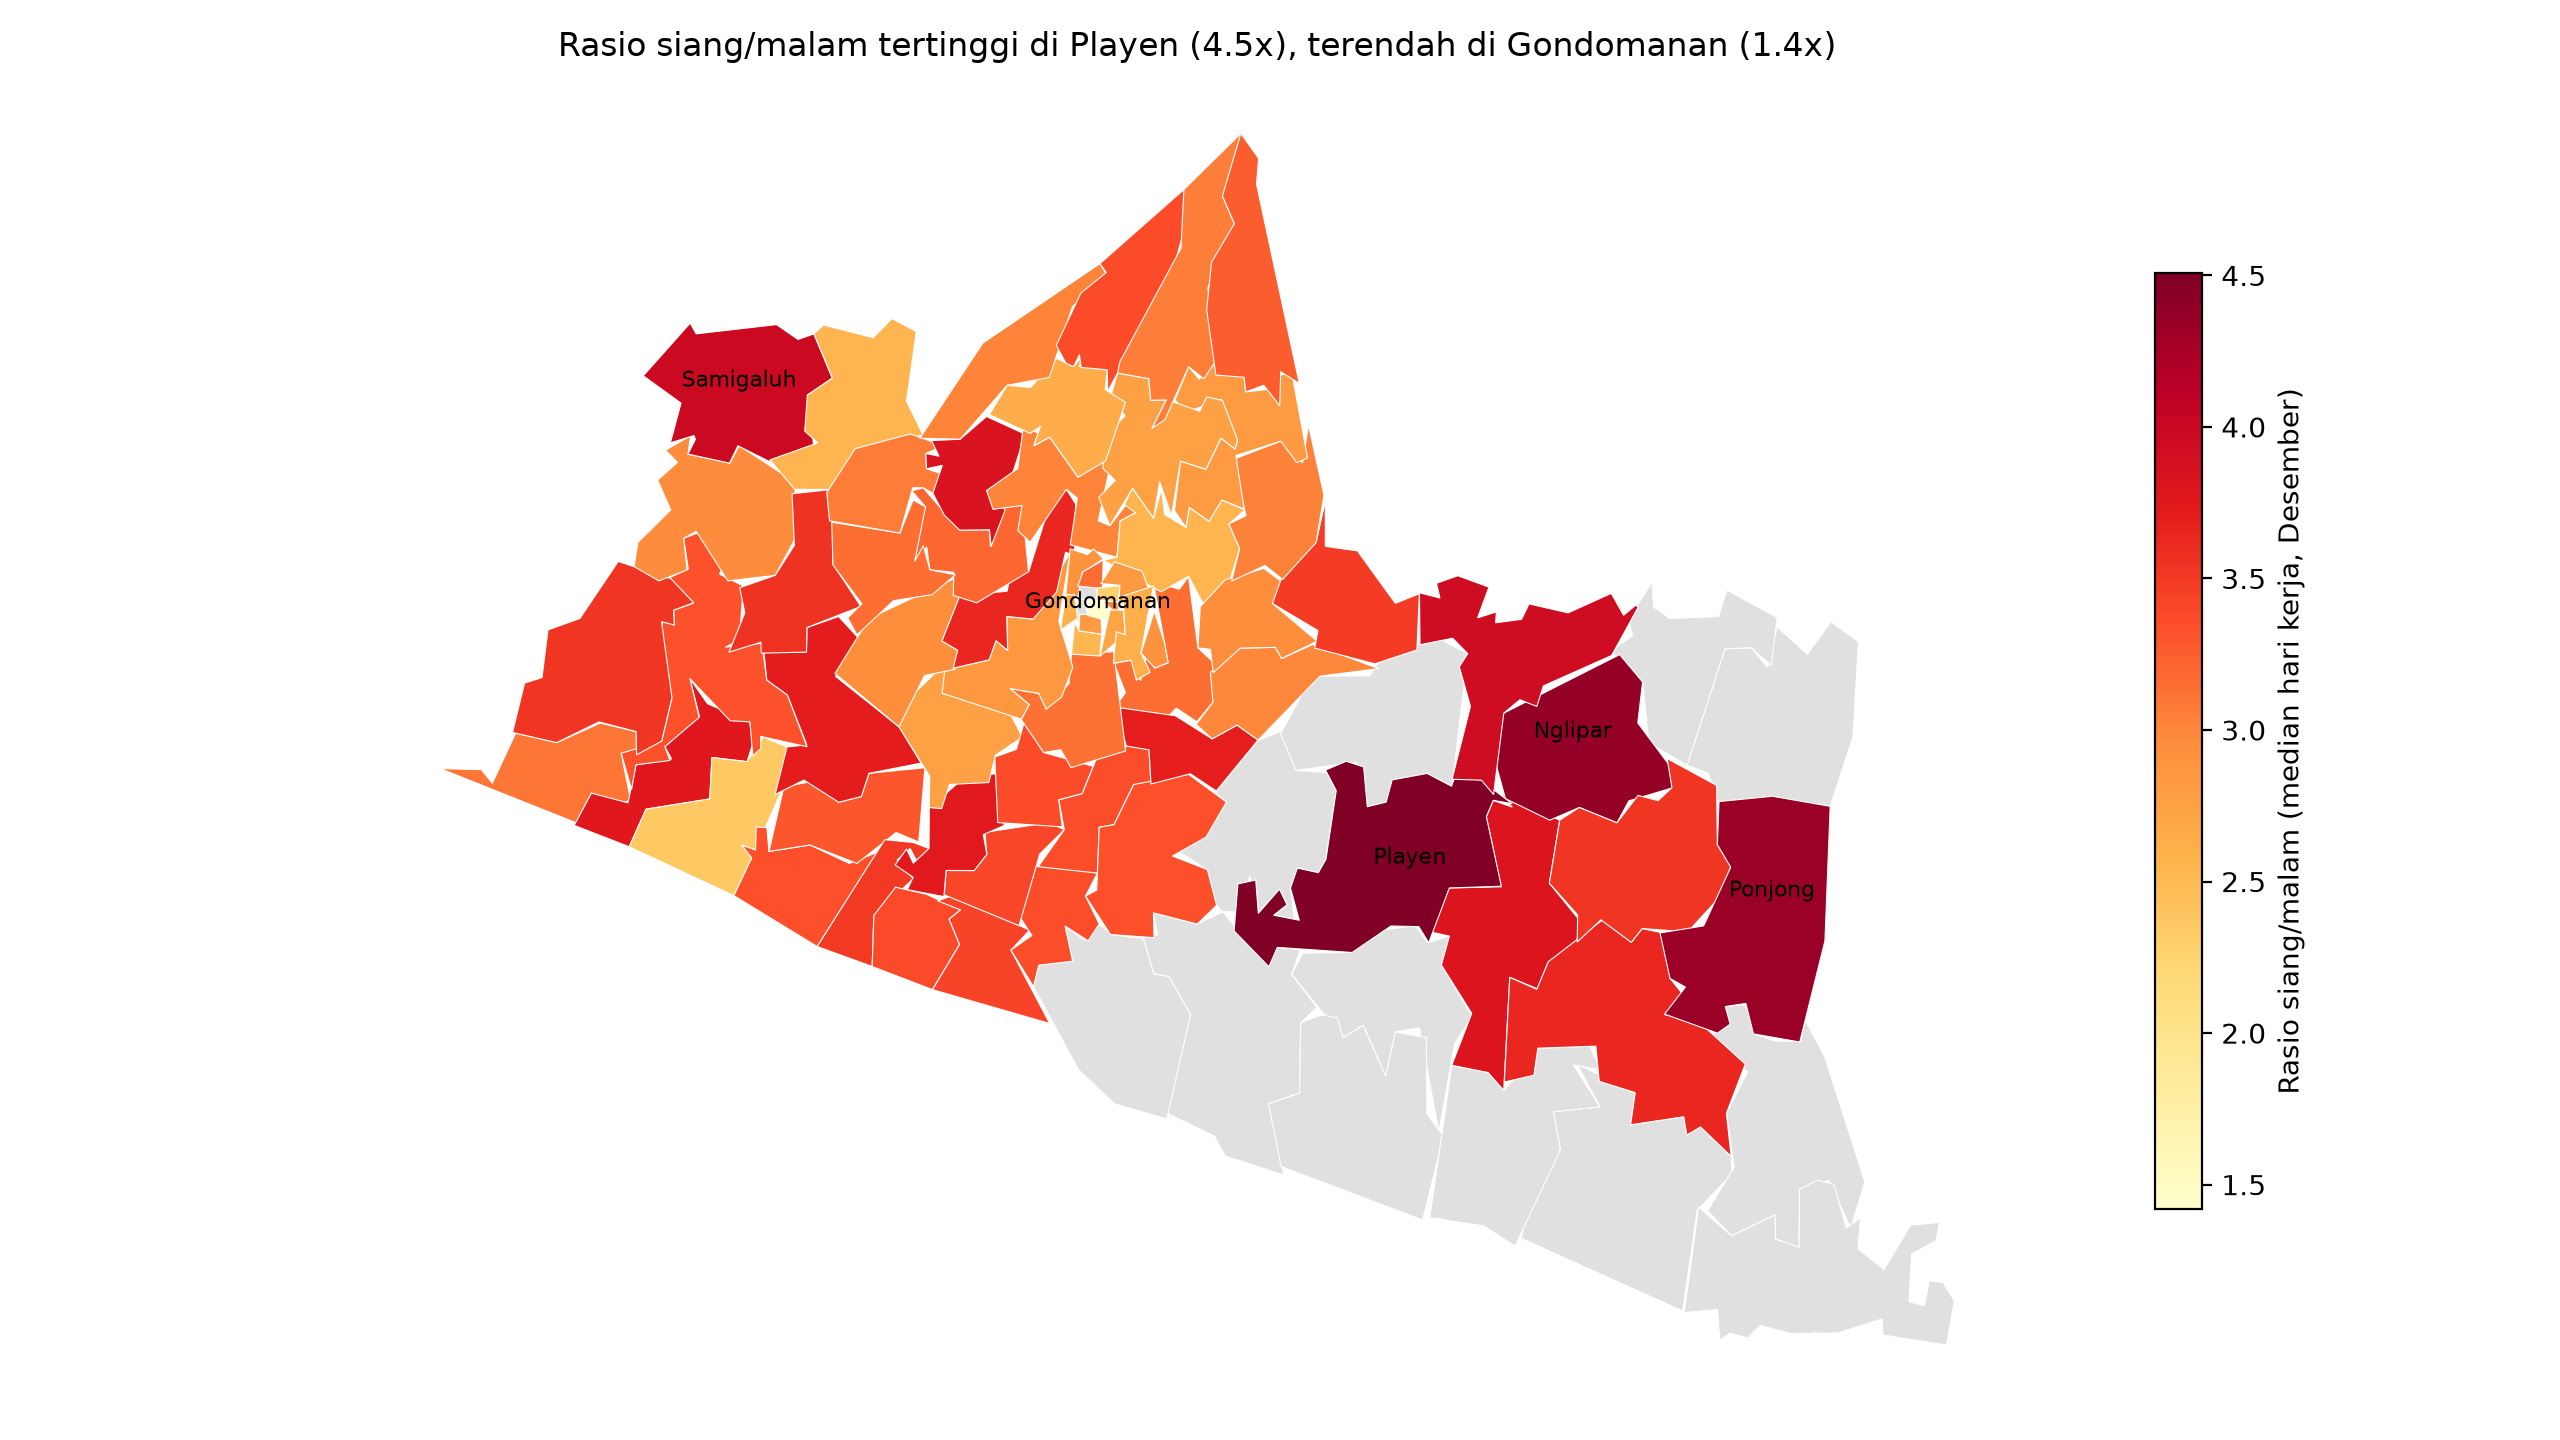 Rasio siang/malam tertinggi di Playen (4.5x), terendah di Gondomanan (1.4x)
Samigaluh
Gondomanan
Nglipar
Playen
Ponjong
4.5
4.0
3.5
3.0
2.5
2.0
1.5
Rasio siang/malam (median hari kerja, Desember)